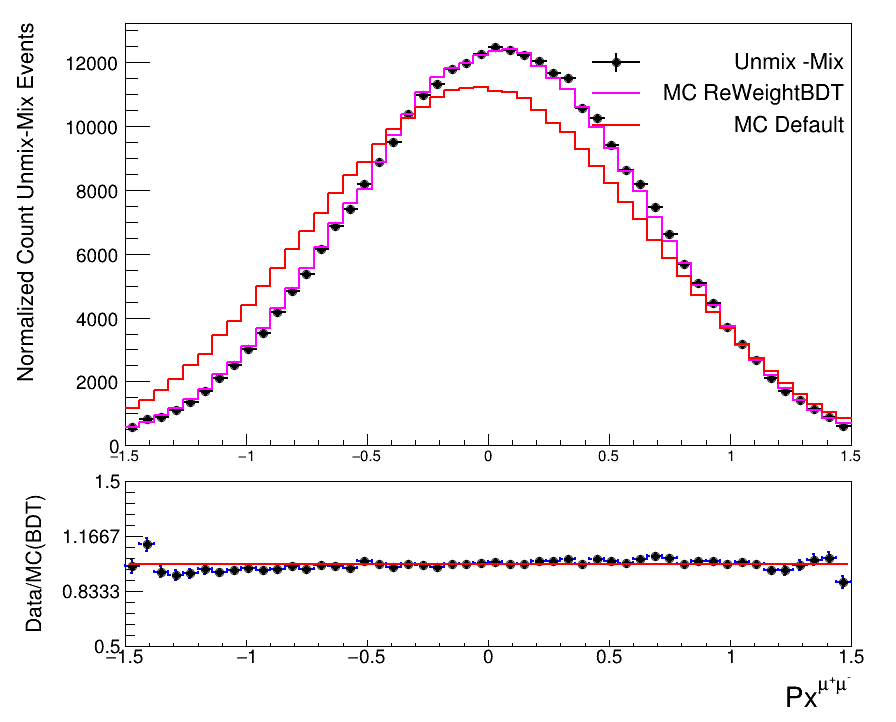 Normalized Count Unmix-Mix Events
12000
10000
8000
6000
4000
2000
0
Unmix -Mix
MC ReWeightBDT
MC Default
−1.5 −1 −0.5 0 0.5 1 1.5
Data/MC(BDT)
1.5
1.1667
0.8333
0.5
−1.5 −1 −0.5 0 0.5 1 1.5
Px^{μ⁺μ⁻}